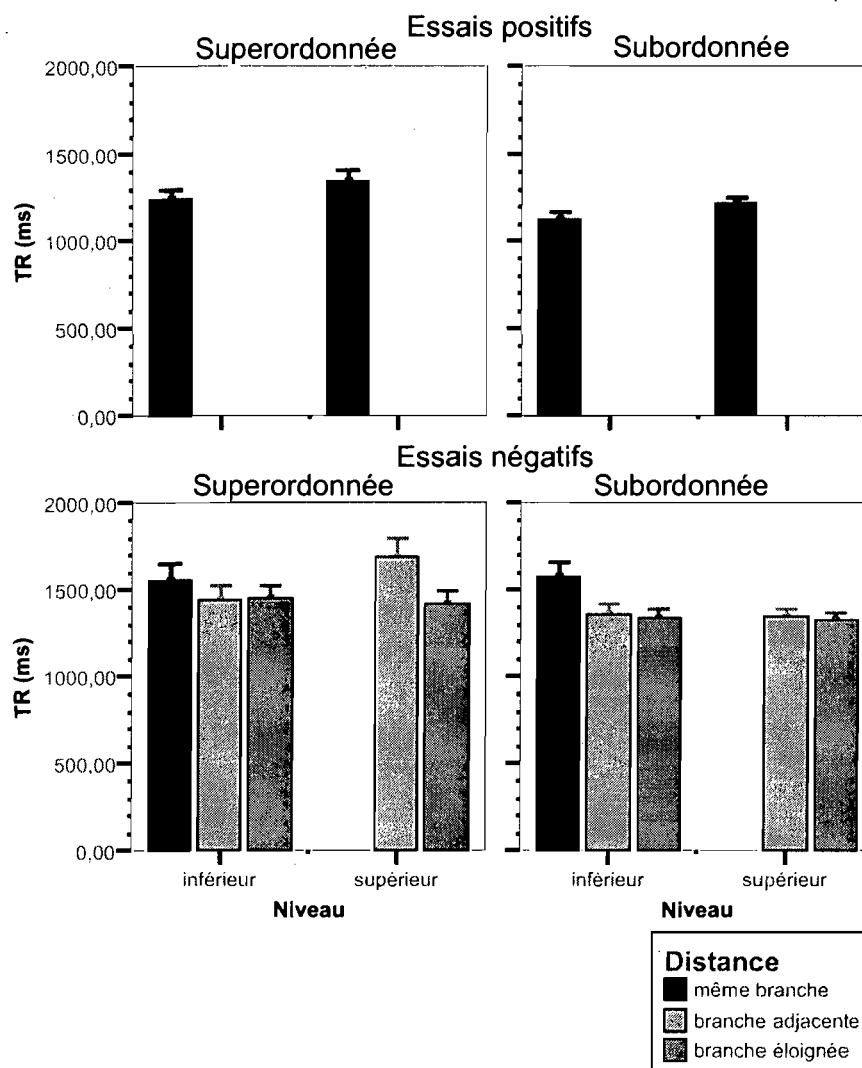 Essais positifs
Superordonnée Subordonnée
2000,00
1500,00
1000,00
500,00
0,00
TR (ms)
Essais négatifs
Superordonnée Subordonnée
2000,00
1500,00
1000,00
500,00
0,00
TR (ms)
inférieur supérieur inférieur supérieur
Niveau Niveau
Distance
même branche
branche adjacente
branche éloignée